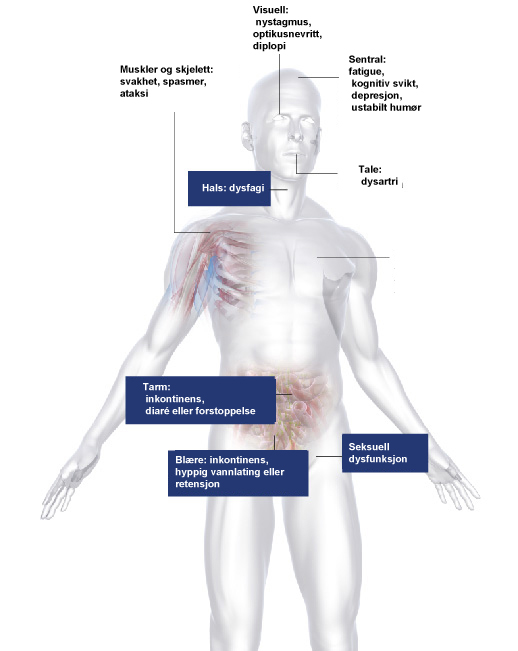 Visuell:
nystagmus,
optikusnevritt,
diplopi
Sentral:
fatigue,
kognitiv svikt,
depresjon,
ustabilt humør
Muskler og skjelett:
svakhet, spasmer,
ataksi
Tale:
dysartri
Hals: dysfagi
Tarm:
inkontinens,
diaré eller forstoppelse
Blære: inkontinens,
hyppig vannlating eller
retensjon
Seksuell
dysfunksjon